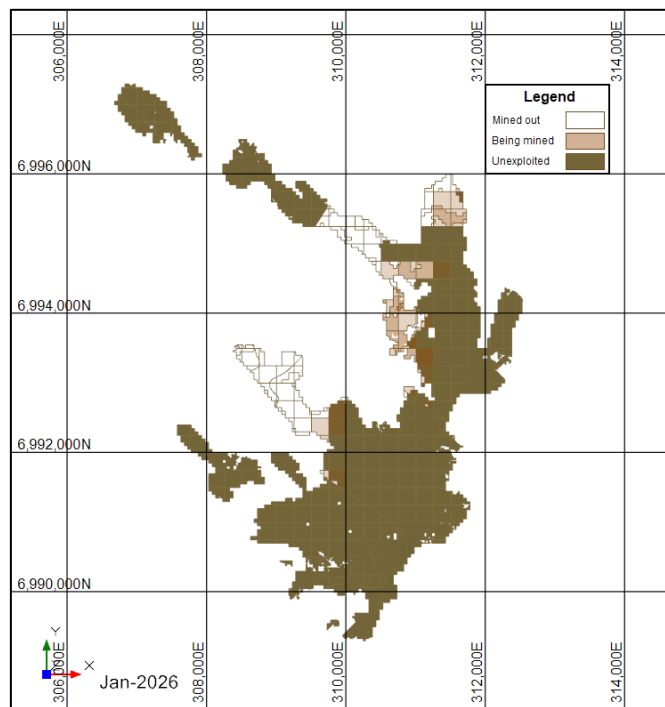 306,000E
308,000E
310,000E
312,000E
314,000E
Legend
Mined out
Being mined
Unexploited
6,996,000N
6,994,000N
6,992,000N
6,990,000N
Y
X
306,000E
308,000E
310,000E
312,000E
314,000E
Jan-2026